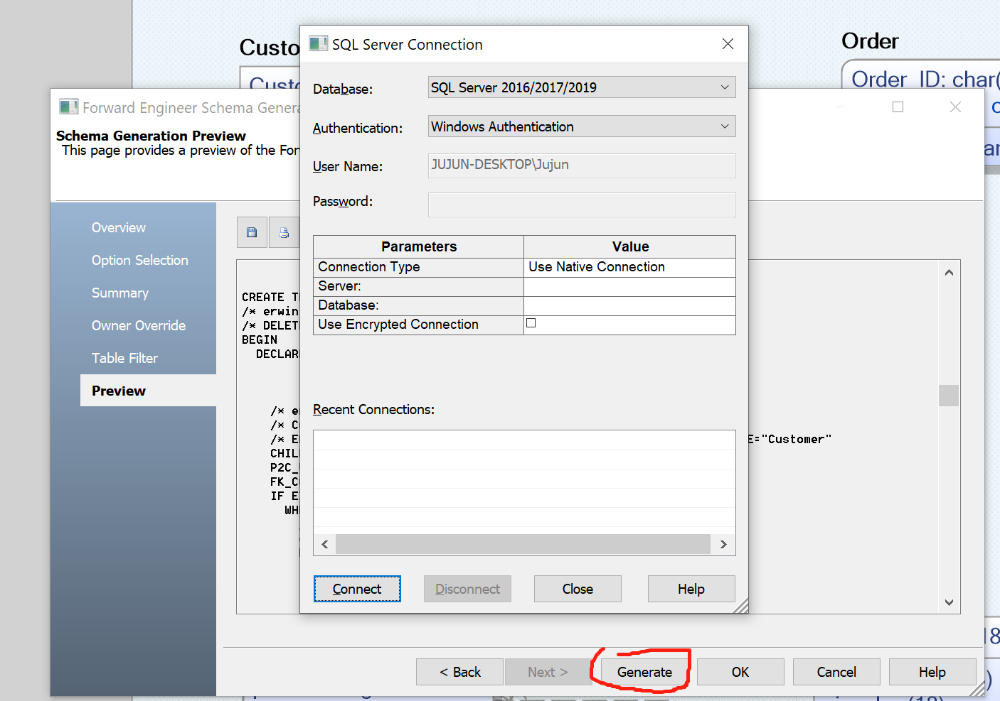 Custo
Order
Custo
Order_ID: char(
SQL Server Connection
Database:
SQL Server 2016/2017/2019
Authentication:
Windows Authentication
User Name:
JUJUN-DESKTOP\Jujun
Password:
Parameters Value
Connection Type Use Native Connection
Server:
Database:
Use Encrypted Connection
Recent Connections:
Connect Disconnect Close Help
Forward Engineer Schema Genera
Schema Generation Preview
This page provides a preview of the For
Overview
Option Selection
Summary
Owner Override
Table Filter
Preview
CREATE T
/* erwin
/* DELET
BEGIN
DECLAR
/* e
/* C
/* E E="Customer"
CHIL
P2C_
FK_C
IF E
WH
< Back Next > Generate OK Cancel Help
18
(18)